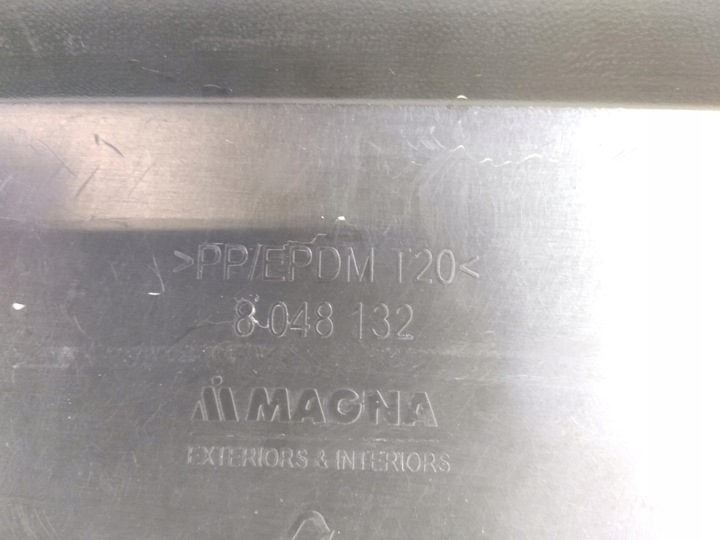 >PP/EPDM T20<
8 048 132
MAGNA
EXTERIORS & INTERIORS